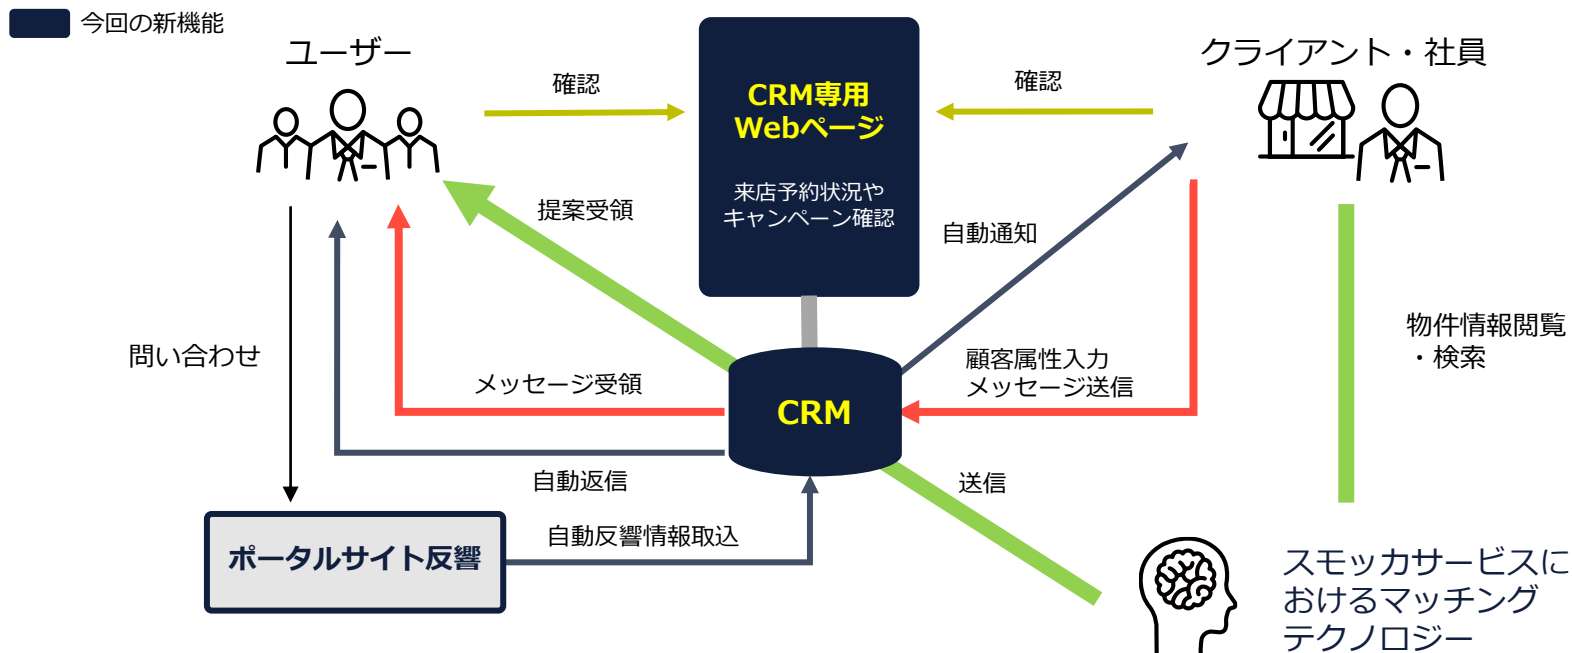 今回の新機能
ユーザー
クライアント・社員
確認
確認
CRM専用
Webページ
来店予約状況や
キャンペーン確認
提案受領
自動通知
問い合わせ
物件情報閲覧
・検索
メッセージ受領
顧客属性入力
メッセージ送信
CRM
自動返信
送信
自動反響情報取込
ポータルサイト反響
スモッカサービスに
おけるマッチング
テクノロジー